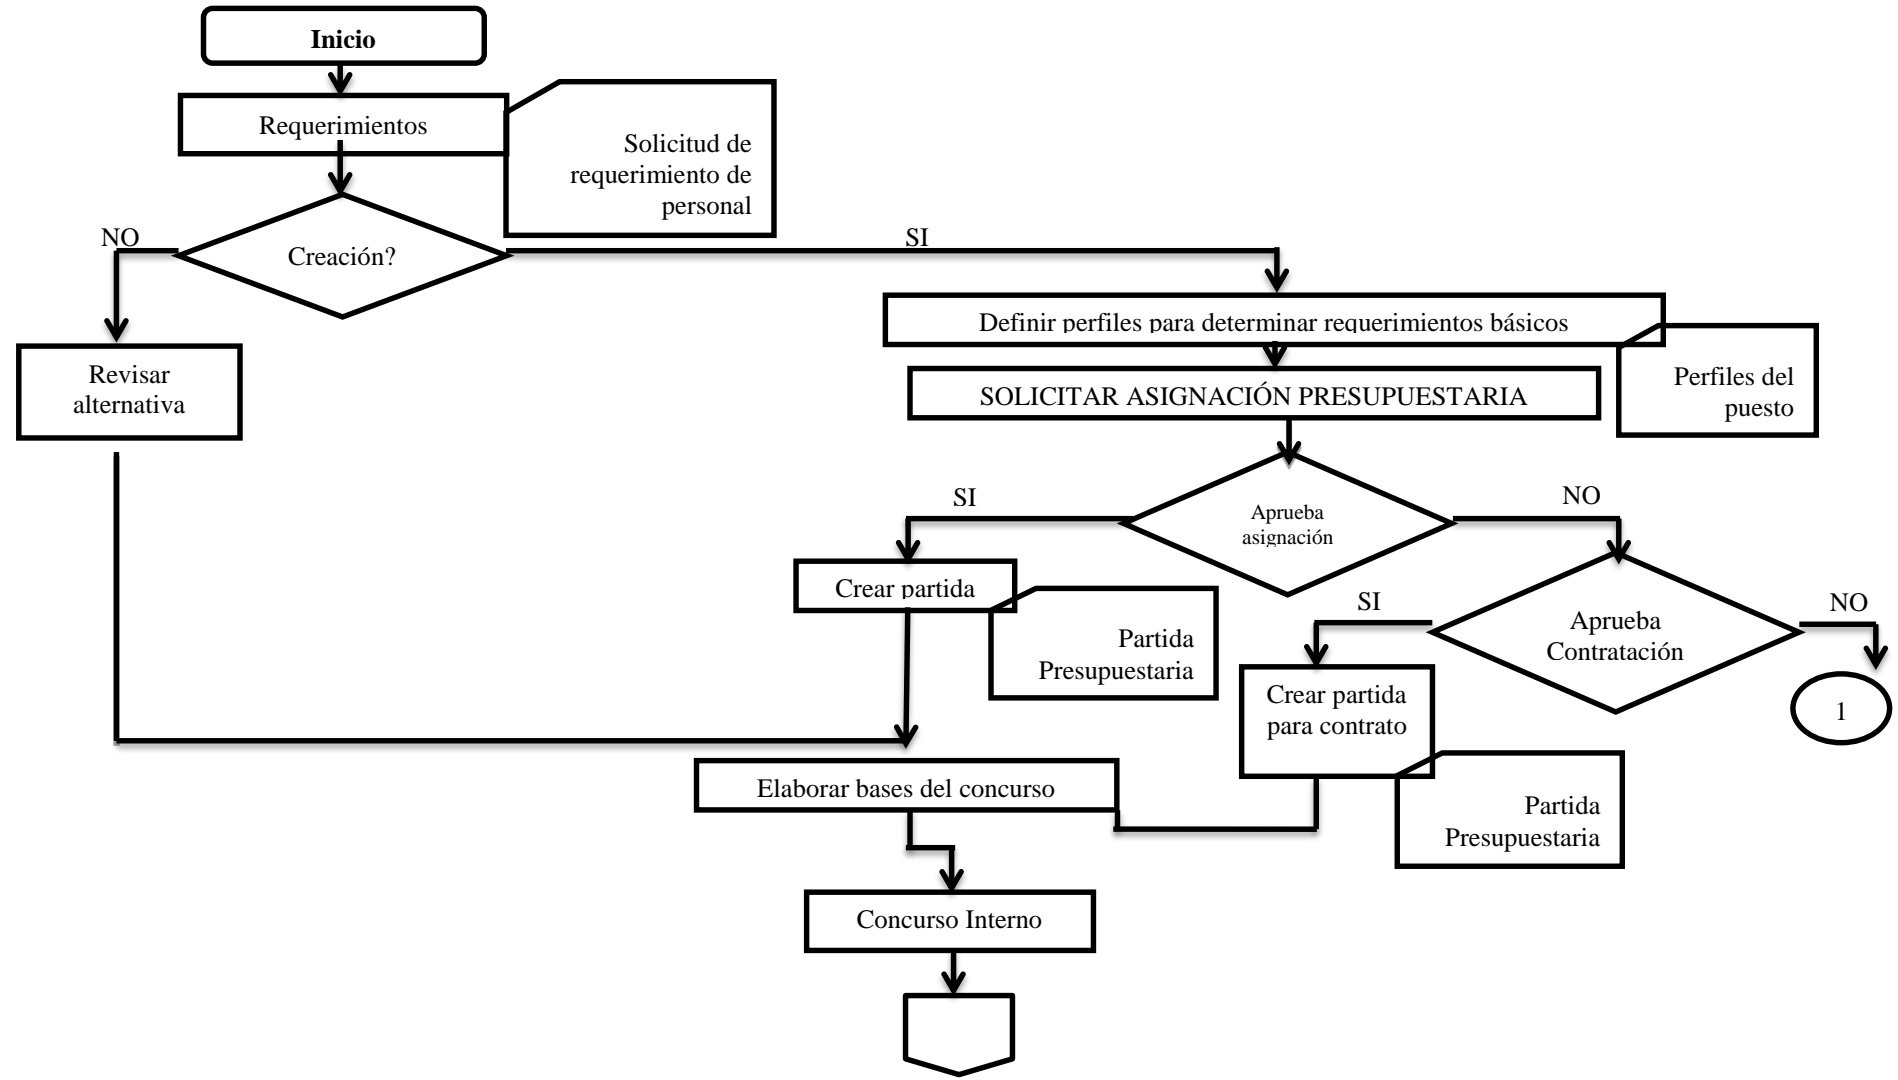 Inicio
Requerimientos
Solicitud de
requerimiento de
personal
NO
SI
Creación?
Definir perfiles para determinar requerimientos básicos
Revisar
alternativa
Perfiles del
puesto
SOLICITAR ASIGNACIÓN PRESUPUESTARIA
SI
NO
Aprueba
asignación
Crear partida
SI
NO
Aprueba
Contratación
Partida
Presupuestaria
Crear partida
para contrato
1
Elaborar bases del concurso
Partida
Presupuestaria
Concurso Interno